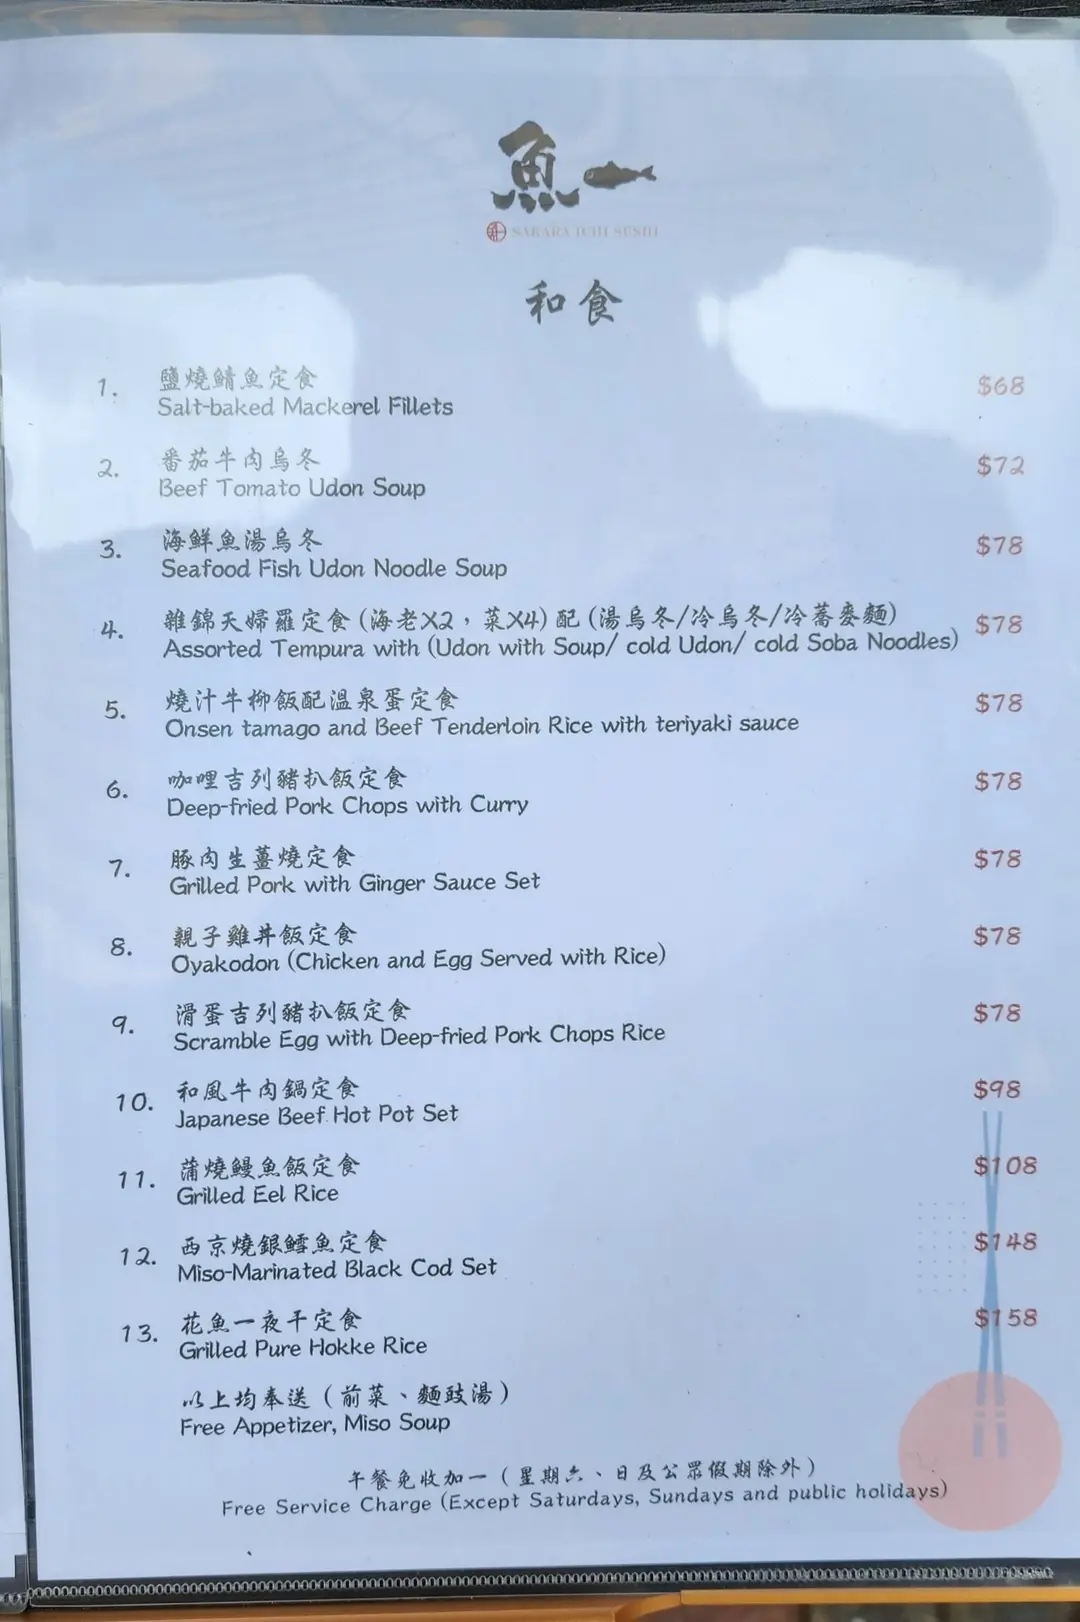 魚一
SAKANA ICHI SUSHI
和食
1. 鹽燒鯖魚定食 $68
Salt-baked Mackerel Fillets
2. 番茄牛肉烏冬 $72
Beef Tomato Udon Soup
3. 海鮮魚湯烏冬 $78
Seafood Fish Udon Noodle Soup
4. 雜錦天婦羅定食 (海老X2，菜X4) 配 (湯烏冬/冷烏冬/冷蕎麥麵) $78
Assorted Tempura with (Udon with Soup/ cold Udon/ cold Soba Noodles)
5. 燒汁牛柳飯配溫泉蛋定食 $78
Onsen tamago and Beef Tenderloin Rice with teriyaki sauce
6. 咖哩吉列豬扒飯定食 $78
Deep-fried Pork Chops with Curry
7. 豚肉生薑燒定食 $78
Grilled Pork with Ginger Sauce Set
8. 親子雞丼飯定食 $78
Oyakodon (Chicken and Egg Served with Rice)
9. 滑蛋吉列豬扒飯定食 $78
Scramble Egg with Deep-fried Pork Chops Rice
10. 和風牛肉鍋定食 $98
Japanese Beef Hot Pot Set
11. 蒲燒鰻魚飯定食 $108
Grilled Eel Rice
12. 西京燒銀鱈魚定食 $148
Miso-Marinated Black Cod Set
13. 花魚一夜干定食 $158
Grilled Pure Hokke Rice
以上均奉送（前菜、麵豉湯）
Free Appetizer, Miso Soup
午餐免收加一（星期六、日及公眾假期除外）
Free Service Charge (Except Saturdays, Sundays and public holidays)